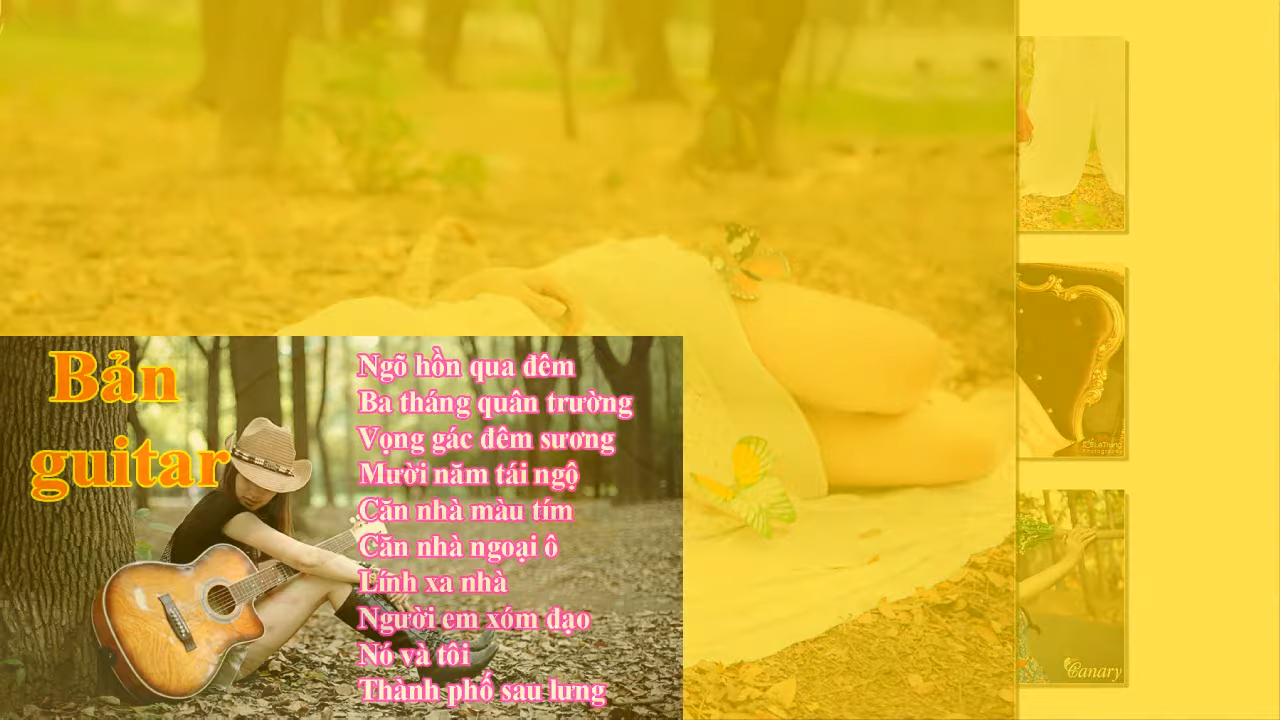 Bản
guitar
Ngõ hồn qua đêm
Ba tháng quân trường
Vọng gác đêm sương
Mười năm tái ngộ
Căn nhà màu tím
Căn nhà ngoại ô
Lính xa nhà
Người em xóm đạo
Nó và tôi
Thành phố sau lưng
Photography
Canary